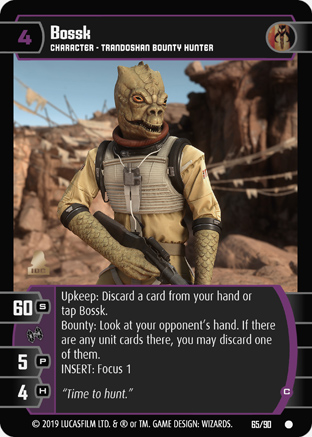 4 Bossk
CHARACTER - TRANDOSHAN BOUNTY HUNTER
60 S
5 P
4 H
Upkeep: Discard a card from your hand or
tap Bossk.
Bounty: Look at your opponent's hand. If there
are any unit cards there, you may discard one
of them.
INSERT: Focus 1
"Time to hunt."
C
© 2019 LUCASFILM LTD. & ® OR TM. GAME DESIGN: WIZARDS.
65/90